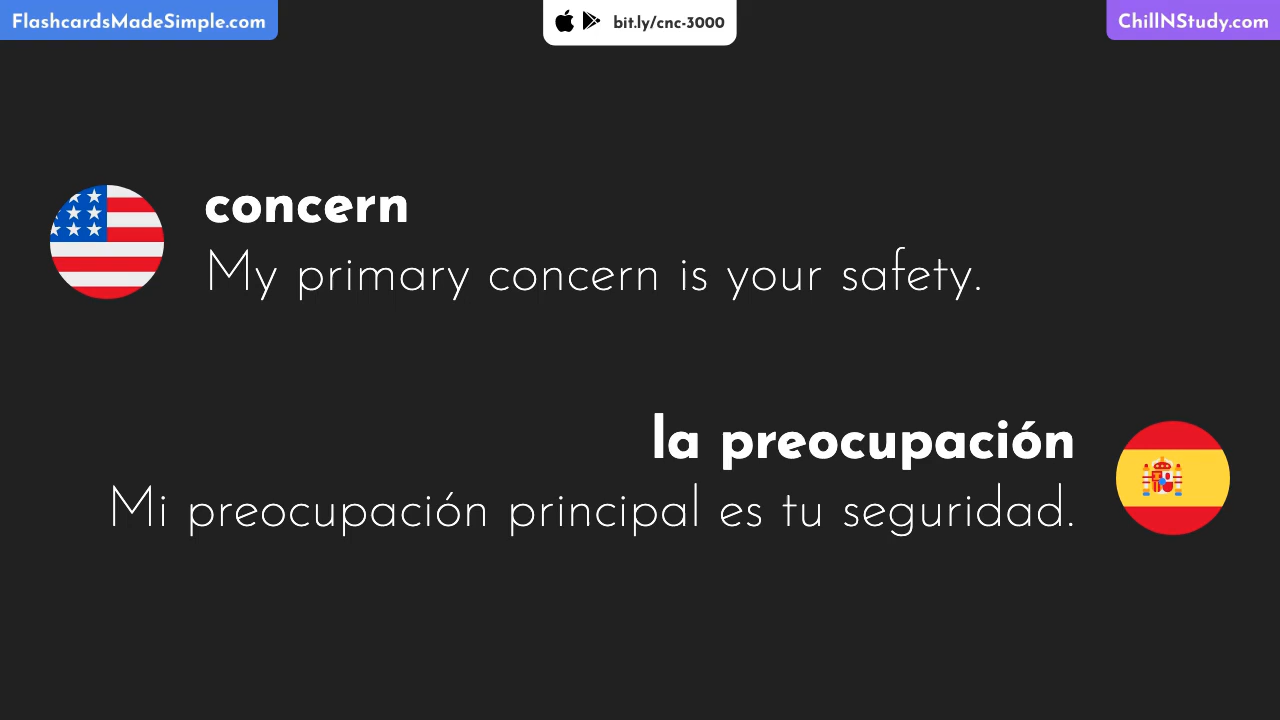 FlashcardsMadeSimple.com
bit.ly/cnc-3000
ChillNStudy.com
concern
My primary concern is your safety.
la preocupación
Mi preocupación principal es tu seguridad.